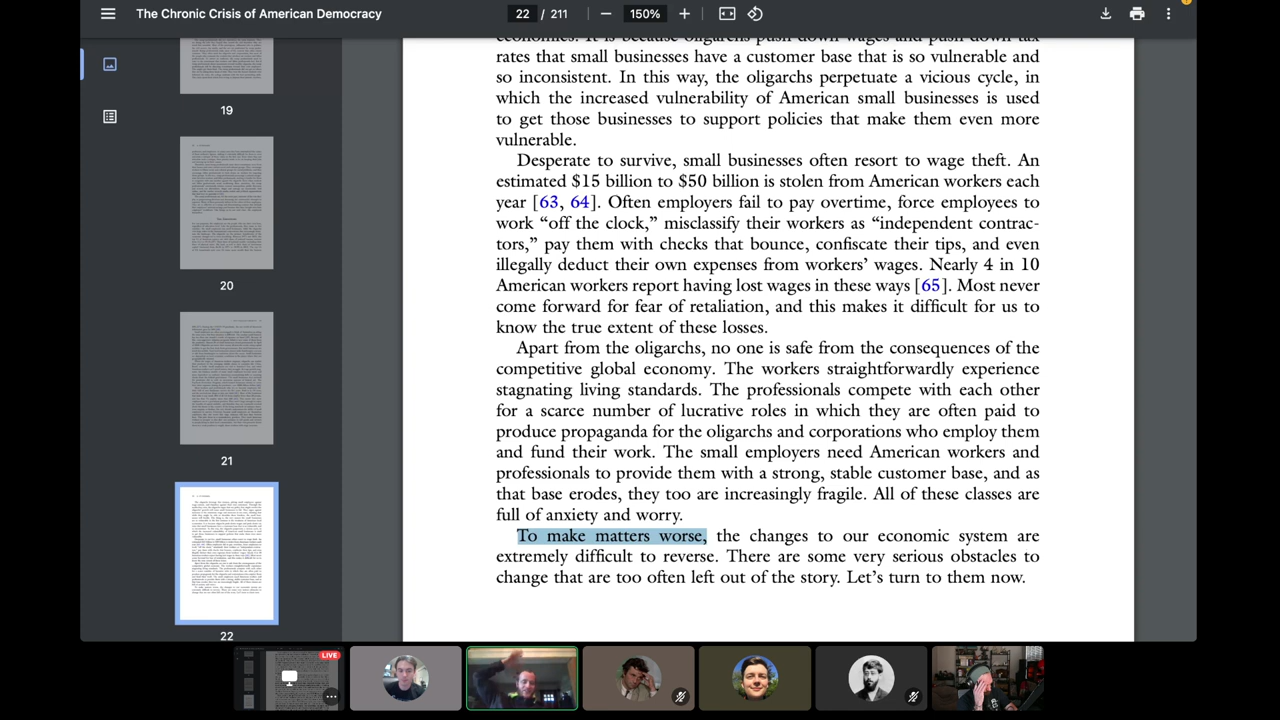 The Chronic Crisis of American Democracy
22 / 211
19
20
21
22
rates that small businesses have a customer base that is vulnerable and
so inconsistent. In this way, the oligarchs perpetuate a vicious cycle, in
which the increased vulnerability of American small businesses is used
to get those businesses to support policies that make them even more
vulnerable.
Desperate to survive, small businesses often resort to wage theft. An
estimated $15 billion to $50 billion is stolen from American workers each
year [63, 64]. Often employers fail to pay overtime, force employees to
work “off the clock,” misclassify their workers as “independent contrac-
tors,” pay them with checks that bounce, confiscate their tips, and even
illegally deduct their own expenses from workers’ wages. Nearly 4 in 10
American workers report having lost wages in these ways [65]. Most never
come forward for fear of retaliation, and this makes it difficult for us to
know the true extent of these losses.
Apart from the oligarchs, no one is safe from the consequences of the
competitive global economy. The workers straightforwardly experience
falling living standards. The professionals compete with each other
for a dwindling number of roles in which they are often paid to
produce propaganda for the oligarchs and corporations who employ them
and fund their work. The small employers need American workers and
professionals to provide them with a strong, stable customer base, and as
that base erodes they are increasingly fragile. All of these classes are
full of bitter, and
To make matters worse, the changes to our economic system are
extremely difficult to reverse. There are some very serious obstacles to
change that are often left out of the story. Let’s discuss them now.
LIVE